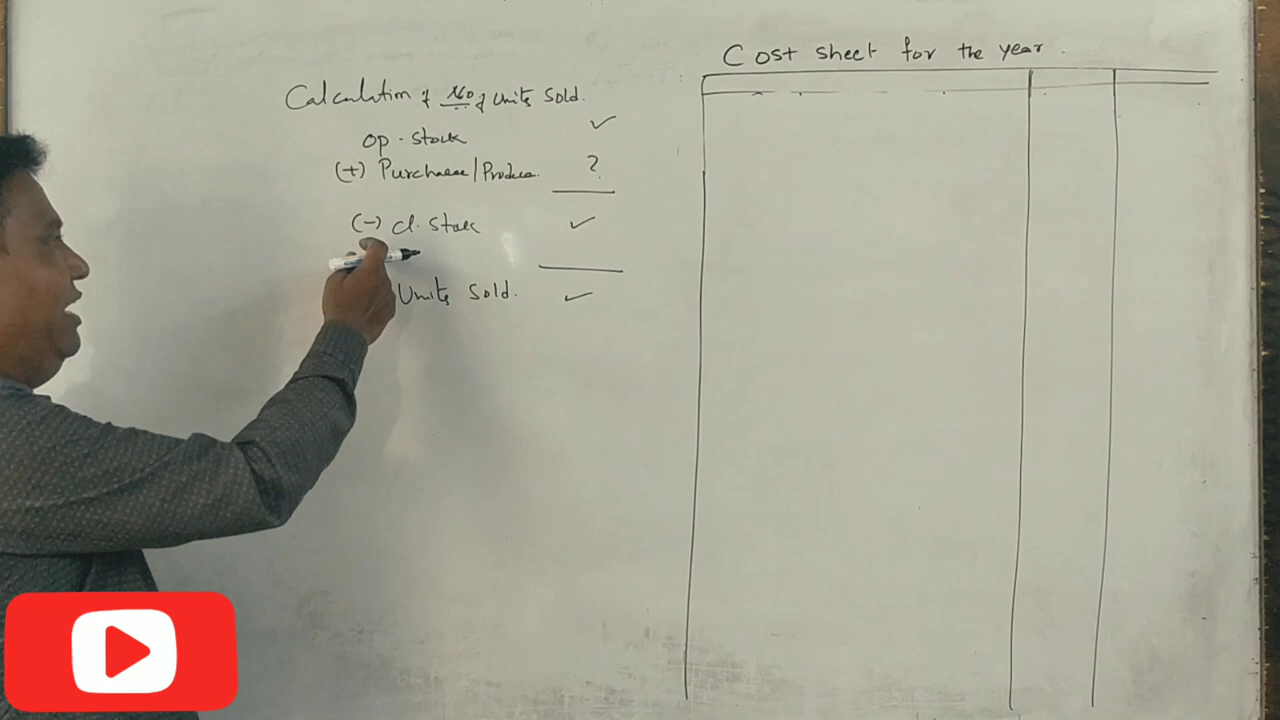 Cost sheet for the year.
Calculation of No of Units Sold.
op. stock ✓
(+) Purchase/Produce. ?
(-) cl. Stock ✓
Units Sold. ✓